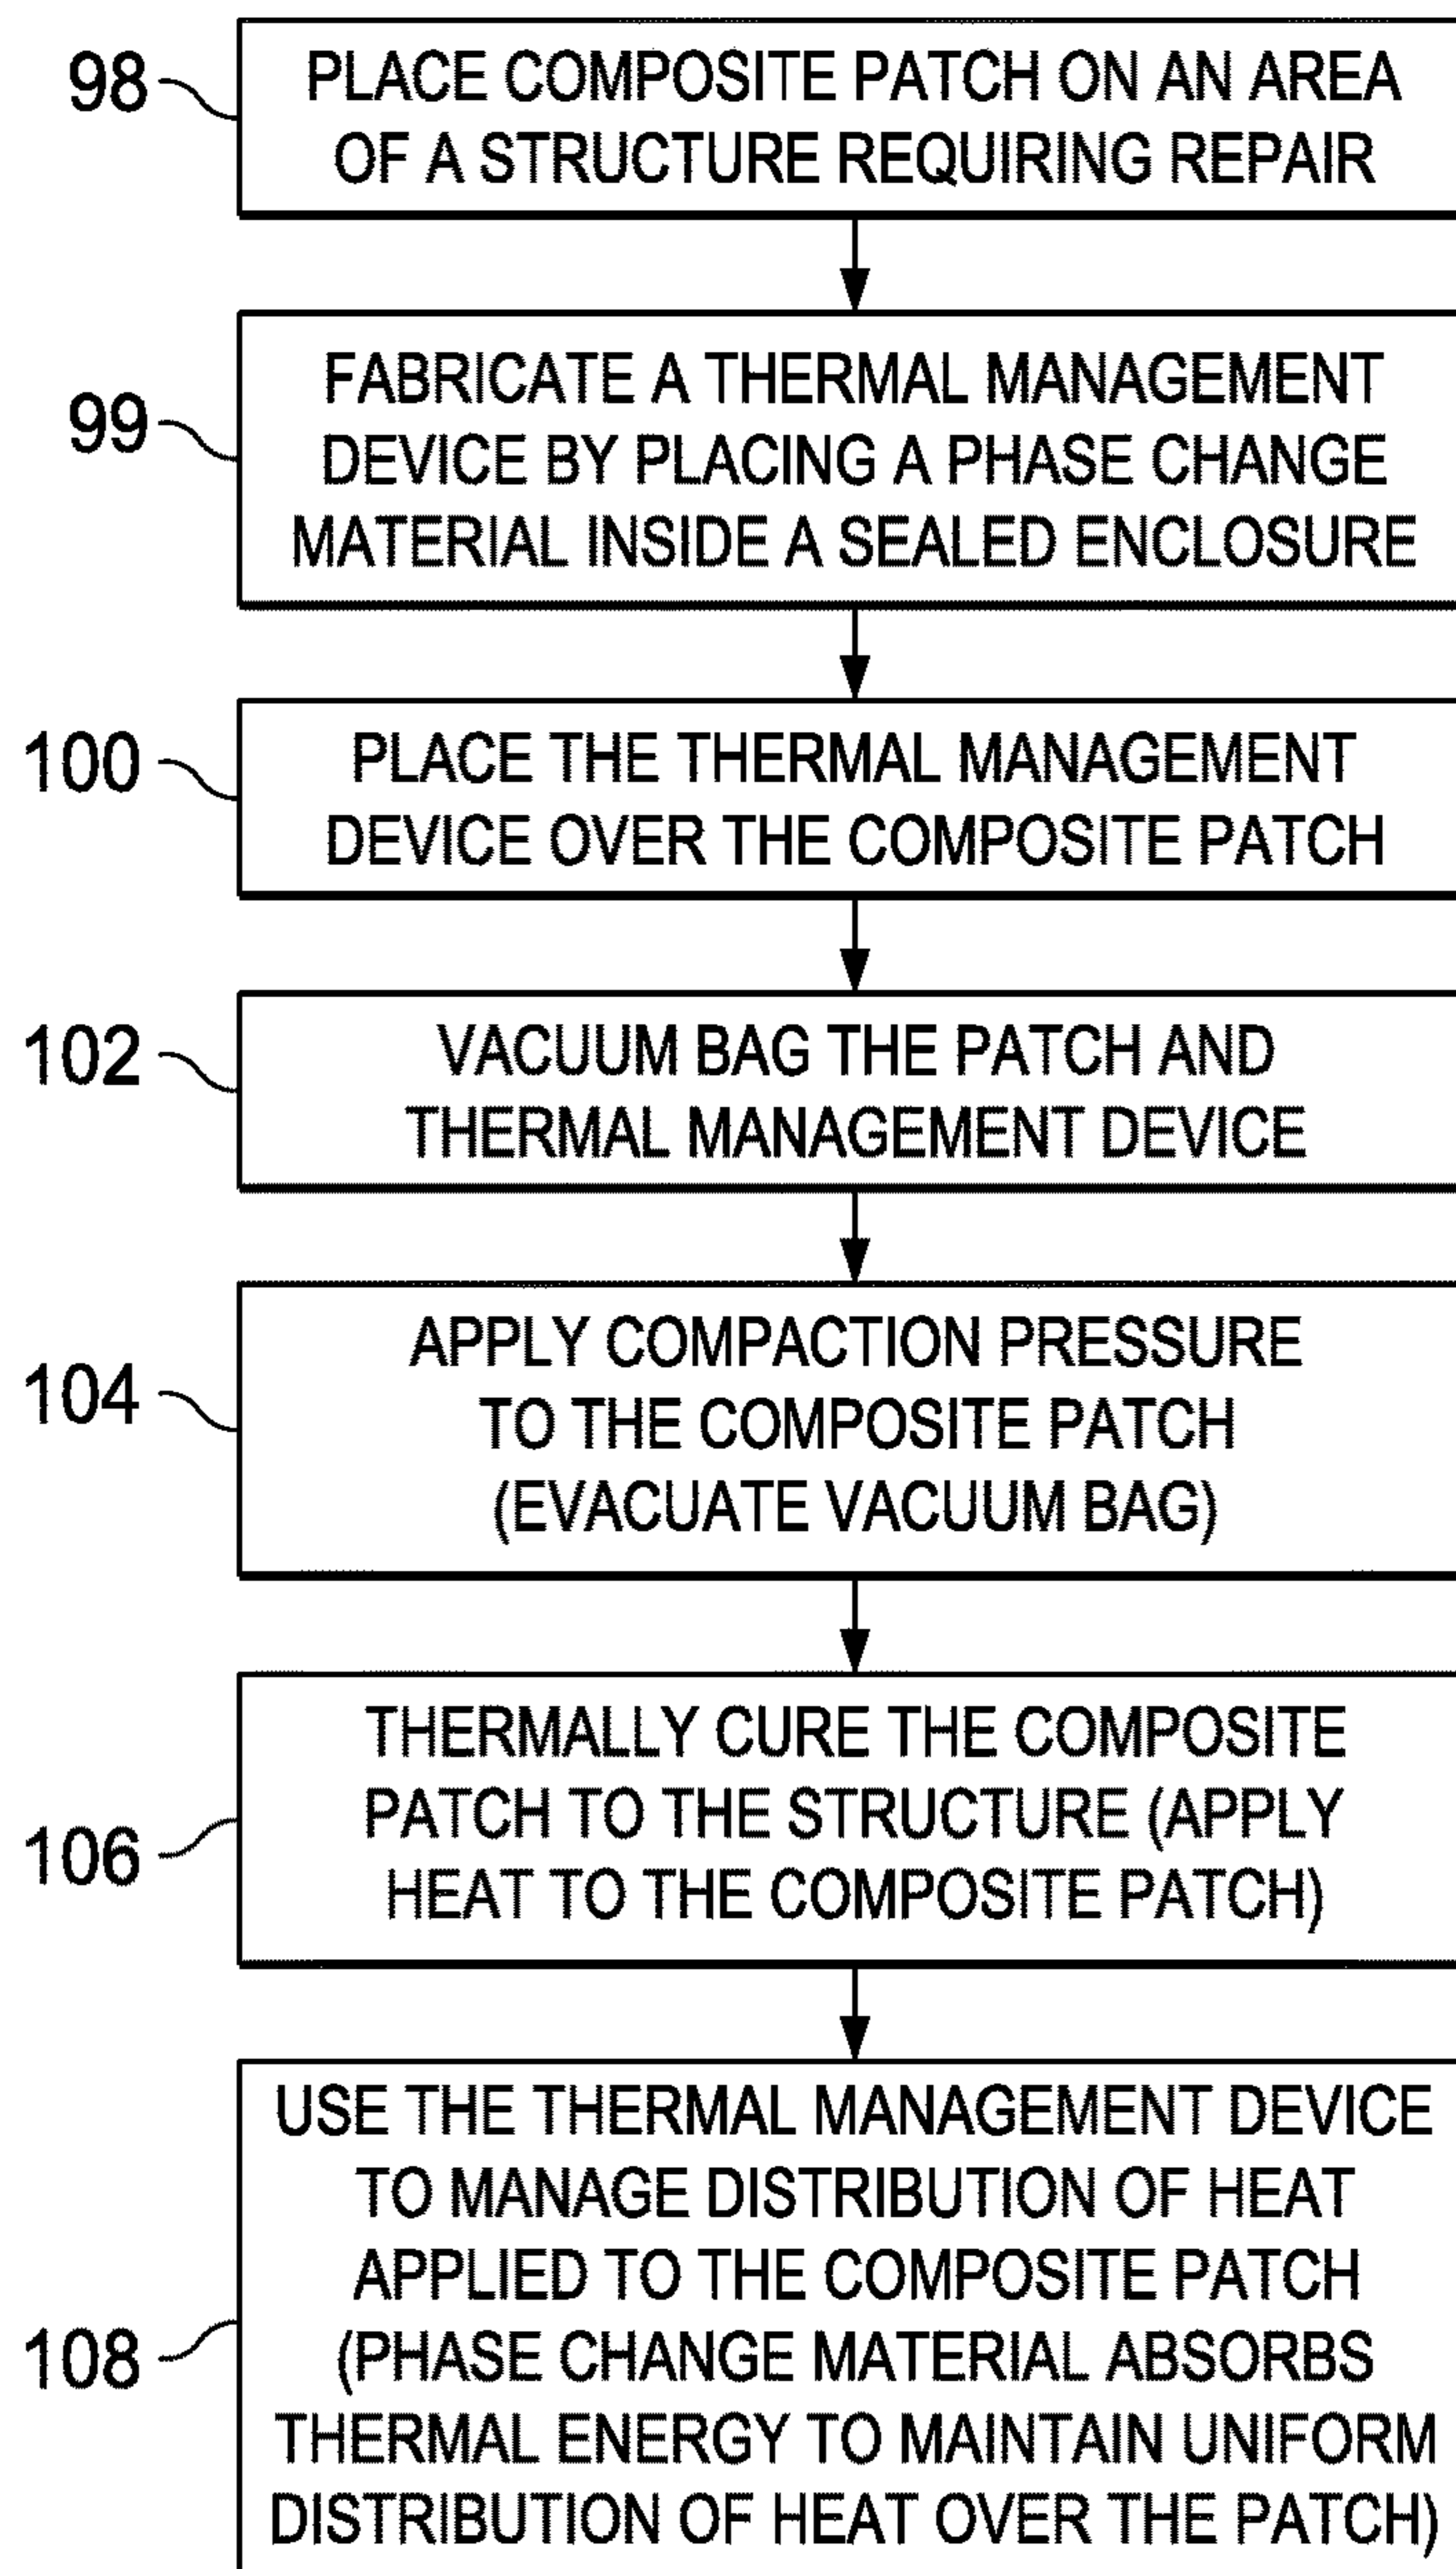 98
PLACE COMPOSITE PATCH ON AN AREA
OF A STRUCTURE REQUIRING REPAIR
99
FABRICATE A THERMAL MANAGEMENT
DEVICE BY PLACING A PHASE CHANGE
MATERIAL INSIDE A SEALED ENCLOSURE
100
PLACE THE THERMAL MANAGEMENT
DEVICE OVER THE COMPOSITE PATCH
102
VACUUM BAG THE PATCH AND
THERMAL MANAGEMENT DEVICE
104
APPLY COMPACTION PRESSURE
TO THE COMPOSITE PATCH
(EVACUATE VACUUM BAG)
106
THERMALLY CURE THE COMPOSITE
PATCH TO THE STRUCTURE (APPLY
HEAT TO THE COMPOSITE PATCH)
108
USE THE THERMAL MANAGEMENT DEVICE
TO MANAGE DISTRIBUTION OF HEAT
APPLIED TO THE COMPOSITE PATCH
(PHASE CHANGE MATERIAL ABSORBS
THERMAL ENERGY TO MAINTAIN UNIFORM
DISTRIBUTION OF HEAT OVER THE PATCH)